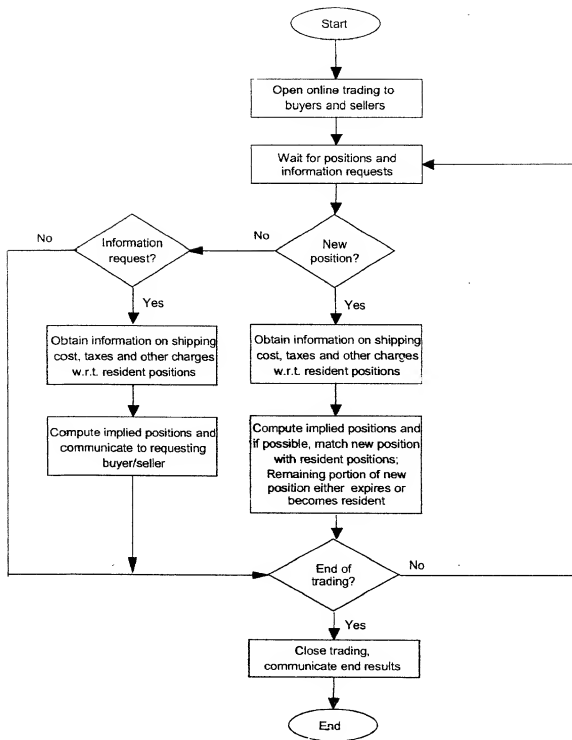 Start
Open online trading to
buyers and sellers
Wait for positions and
information requests
No
Information
request?
No
New
position?
Yes
Yes
Obtain information on shipping
cost, taxes and other charges
w.r.t. resident positions
Obtain information on shipping
cost, taxes and other charges
w.r.t. resident positions
Compute implied positions and
communicate to requesting
buyer/seller
Compute implied positions and
if possible, match new position
with resident positions;
Remaining portion of new
position either expires or
becomes resident
End of
trading?
No
Yes
Close trading,
communicate end results
End